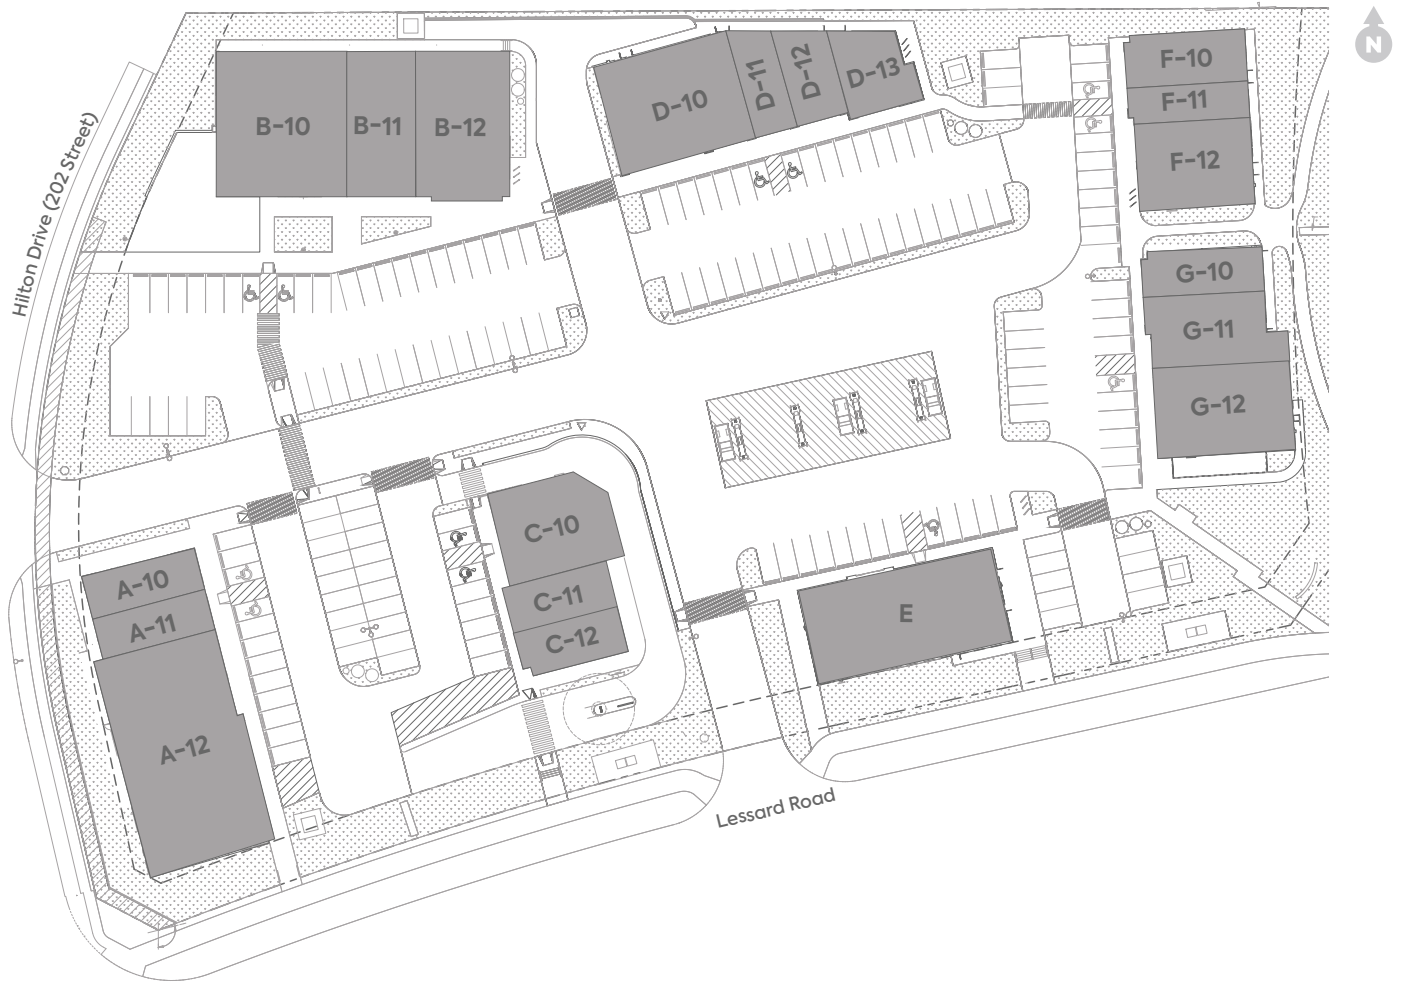 N
B-10
B-11
B-12
D-10
D-11
D-12
D-13
F-10
F-11
F-12
G-10
G-11
G-12
Hilton Drive (202 Street)
C-10
C-11
C-12
A-10
A-11
A-12
E
Lessard Road